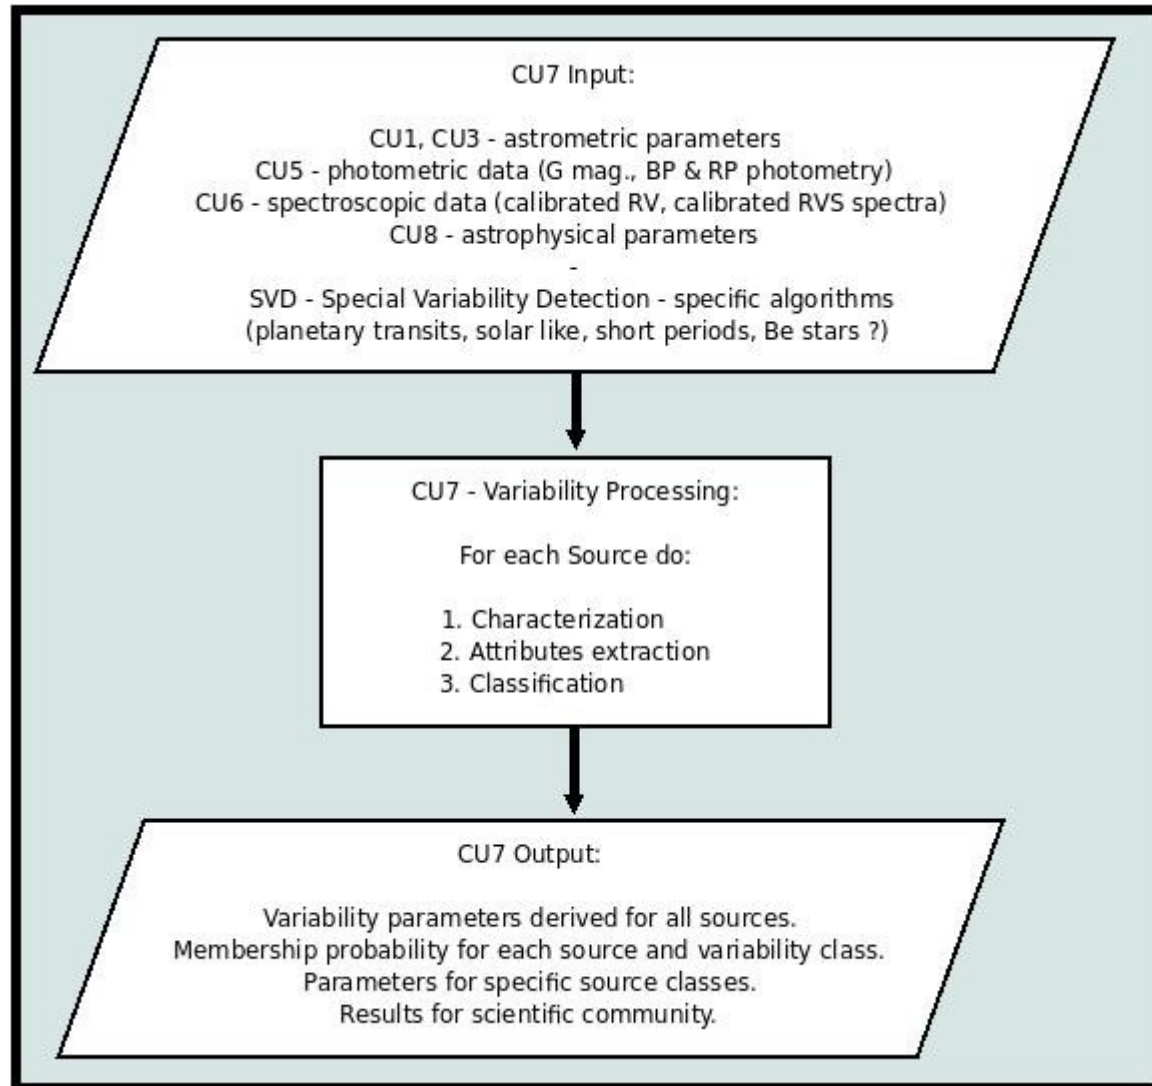 CU7 Input:
CU1, CU3 - astrometric parameters
CU5 - photometric data (G mag., BP & RP photometry)
CU6 - spectroscopic data (calibrated RV, calibrated RVS spectra)
CU8 - astrophysical parameters
-
SVD - Special Variability Detection - specific algorithms
(planetary transits, solar like, short periods, Be stars ?)
CU7 - Variability Processing:
For each Source do:
1. Characterization
2. Attributes extraction
3. Classification
CU7 Output:
Variability parameters derived for all sources.
Membership probability for each source and variability class.
Parameters for specific source classes.
Results for scientific community.